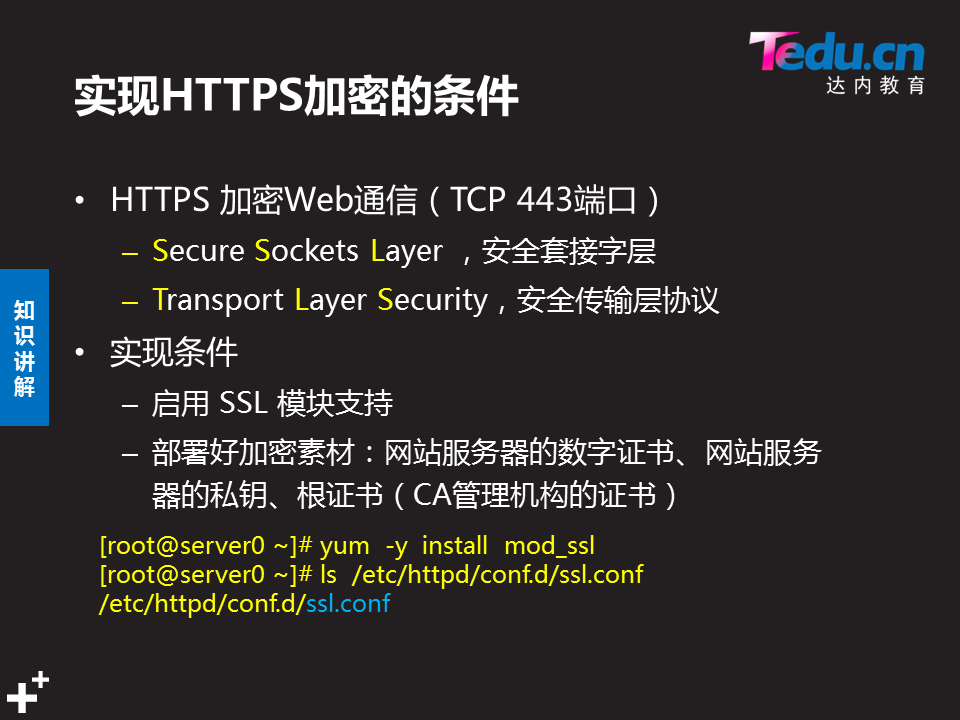 Tedu.cn
达内教育
实现HTTPS加密的条件
• HTTPS 加密Web通信（TCP 443端口）
– Secure Sockets Layer ，安全套接字层
– Transport Layer Security，安全传输层协议
• 实现条件
– 启用 SSL 模块支持
– 部署好加密素材：网站服务器的数字证书、网站服务
器的私钥、根证书（CA管理机构的证书）
[root@server0 ~]# yum -y install mod_ssl
[root@server0 ~]# ls /etc/httpd/conf.d/ssl.conf
/etc/httpd/conf.d/ssl.conf
知
识
讲
解